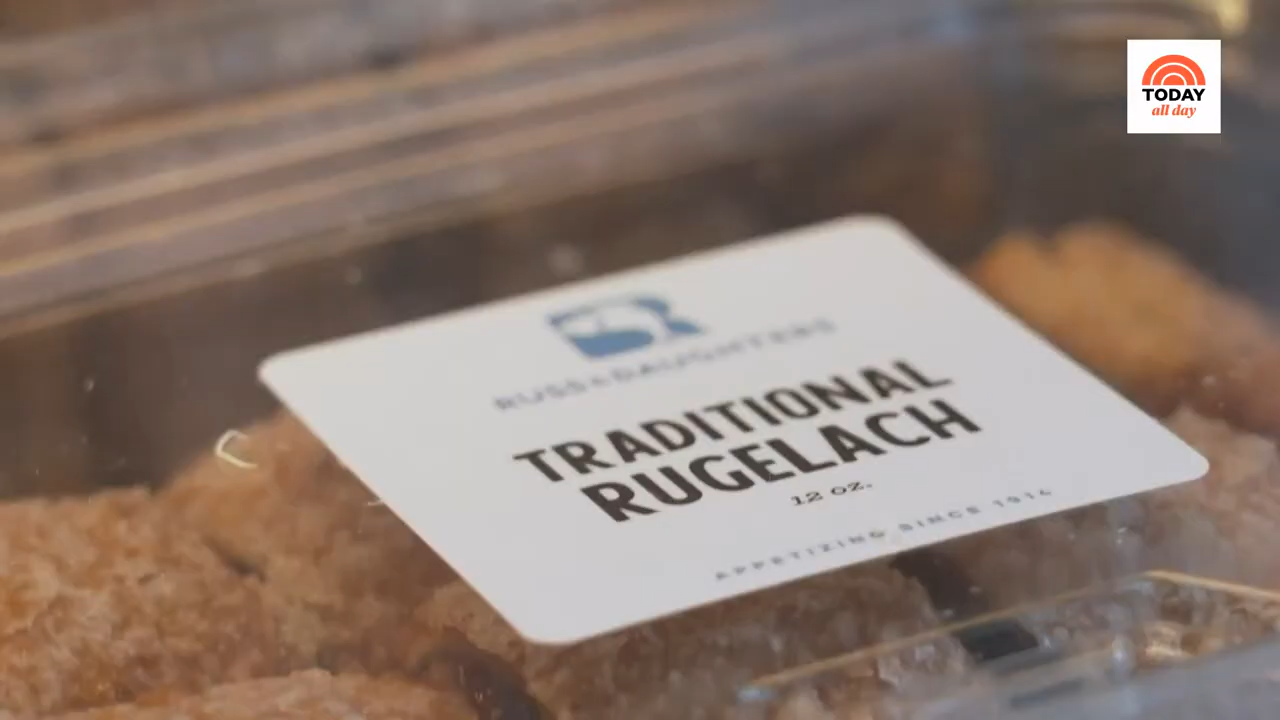 TODAY
all day
RUSS & DAUGHTERS
TRADITIONAL
RUGELACH
12 OZ.
APPETIZING SINCE 1914